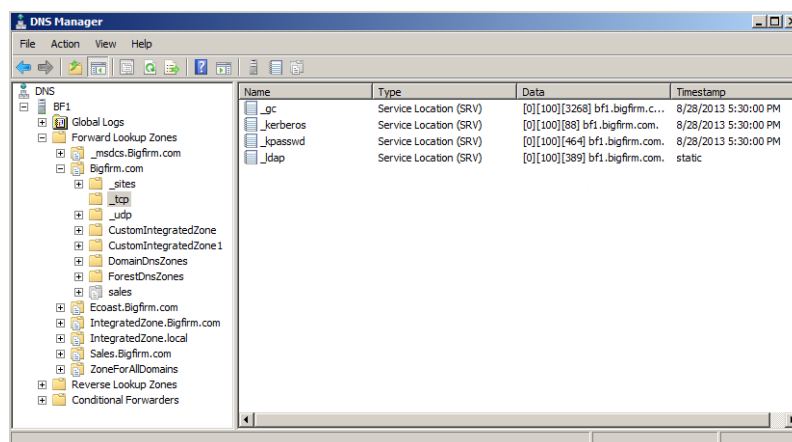 DNS Manager
File Action View Help
DNS
BF1
Global Logs
Forward Lookup Zones
_msdcs.Bigfirm.com
Bigfirm.com
_sites
_tcp
_udp
CustomIntegratedZone
CustomIntegratedZone1
DomainDnsZones
ForestDnsZones
sales
Ecoast.Bigfirm.com
IntegratedZone.Bigfirm.com
IntegratedZone.local
Sales.Bigfirm.com
ZoneForAllDomains
Reverse Lookup Zones
Conditional Forwarders
Name Type Data Timestamp
_gc Service Location (SRV) [0][100][3268] bf1.bigfirm.c... 8/28/2013 5:30:00 PM
_kerberos Service Location (SRV) [0][100][88] bf1.bigfirm.com. 8/28/2013 5:30:00 PM
_kpasswd Service Location (SRV) [0][100][464] bf1.bigfirm.com. 8/28/2013 5:30:00 PM
_ldap Service Location (SRV) [0][100][389] bf1.bigfirm.com. static